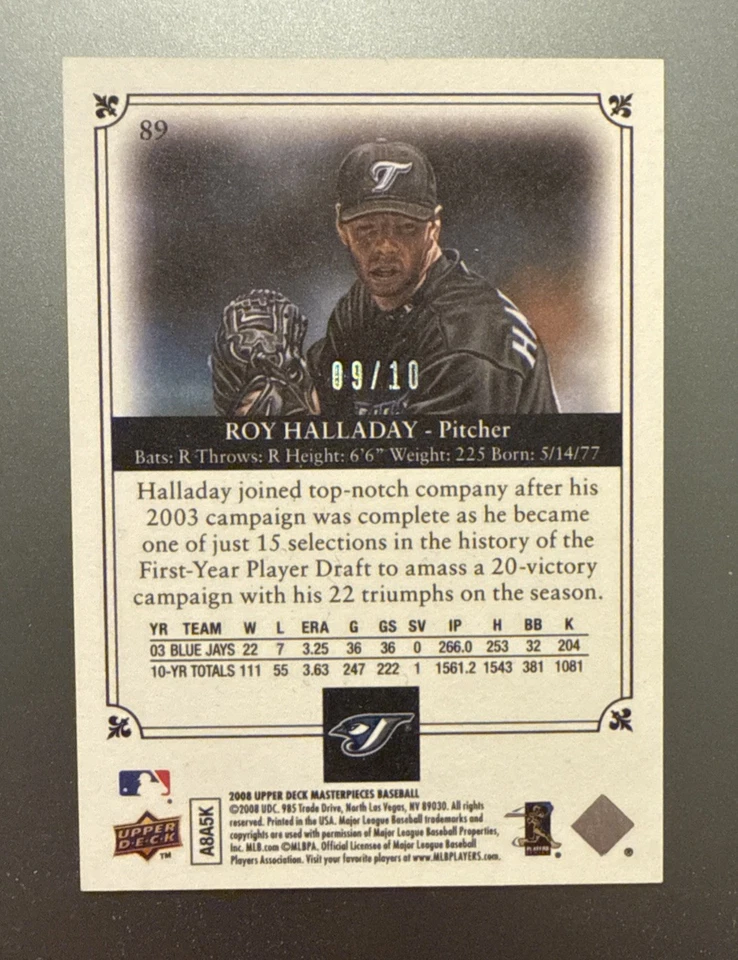 89
T
HA
09/10
ROY HALLADAY - Pitcher
Bats: R Throws: R Height: 6'6" Weight: 225 Born: 5/14/77
Halladay joined top-notch company after his
2003 campaign was complete as he became
one of just 15 selections in the history of the
First-Year Player Draft to amass a 20-victory
campaign with his 22 triumphs on the season.
YR TEAM W L ERA G GS SV IP H BB K
03 BLUE JAYS 22 7 3.25 36 36 0 266.0 253 32 204
10-YR TOTALS 111 55 3.63 247 222 1 1561.2 1543 381 1081
J
UPPER
D·E·C·K
TM
A8A5K
2008 UPPER DECK MASTERPIECES BASEBALL
©2008 UDC. 985 Trade Drive, North Las Vegas, NV 89030. All rights
reserved. Printed in the USA. Major League Baseball trademarks and
copyrights are used with permission of Major League Baseball Properties,
Inc. MLB.com ©MLBPA, Official Licensee of Major League Baseball
Players Association. Visit your favorite players at www.MLBPLAYERS.com.
PLAYERS